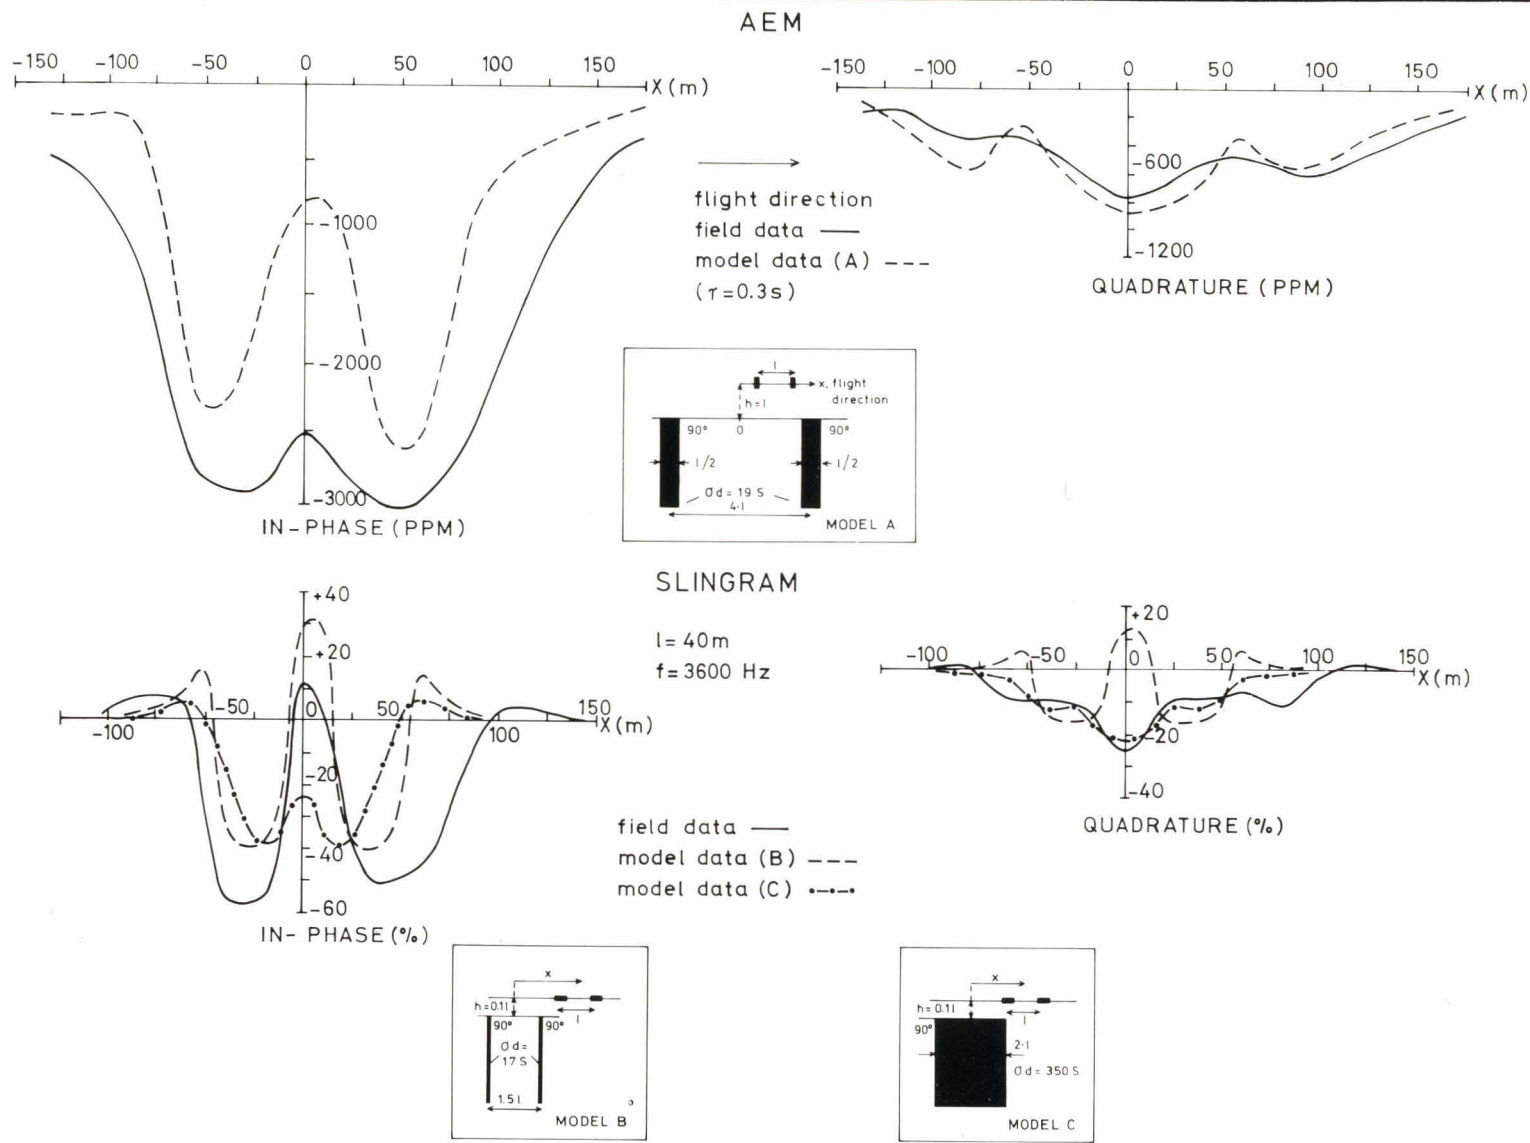 AEM
-150 -100 -50 0 50 100 150
X(m)
-1000
-2000
-3000
IN-PHASE (PPM)
flight direction
field data
model data (A)
(τ=0.3s)
-150 -100 -50 0 50 100 150
X(m)
-600
-1200
QUADRATURE (PPM)
l
x, flight
direction
h=l
90° 0 90°
l/2 l/2
σd = 19 S
4·l
MODEL A
SLINGRAM
l = 40m
f = 3600 Hz
+40
+20
-100 -50 0 50 100 150
X(m)
-20
-40
-60
IN-PHASE (%)
field data
model data (B)
model data (C)
+20
-100 -50 0 50 100 150
X(m)
-20
-40
QUADRATURE (%)
x
h=0.1l
l
90° 90°
σd=
17 S
1.5 l
MODEL B
x
h=0.1l
l
90°
2·l
σd = 350 S
MODEL C